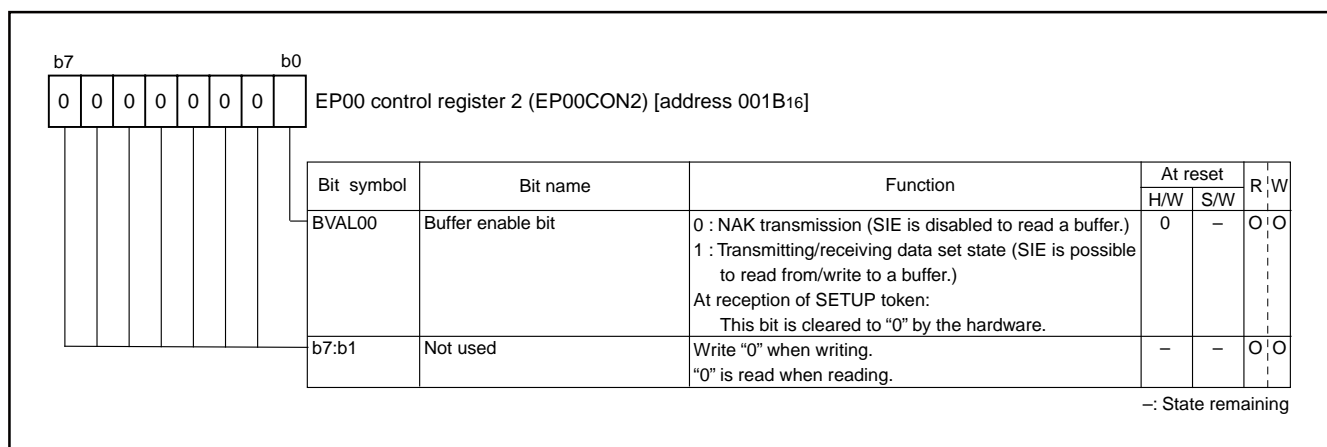 b7 b0
0 0 0 0 0 0 0 EP00 control register 2 (EP00CON2) [address 001B16]
Bit symbol Bit name Function At reset R W
H/W S/W
BVAL00 Buffer enable bit 0 : NAK transmission (SIE is disabled to read a buffer.) 0 – O O
1 : Transmitting/receiving data set state (SIE is possible
to read from/write to a buffer.)
At reception of SETUP token:
This bit is cleared to “0” by the hardware.
b7:b1 Not used Write “0” when writing. – – O O
“0” is read when reading.
–: State remaining